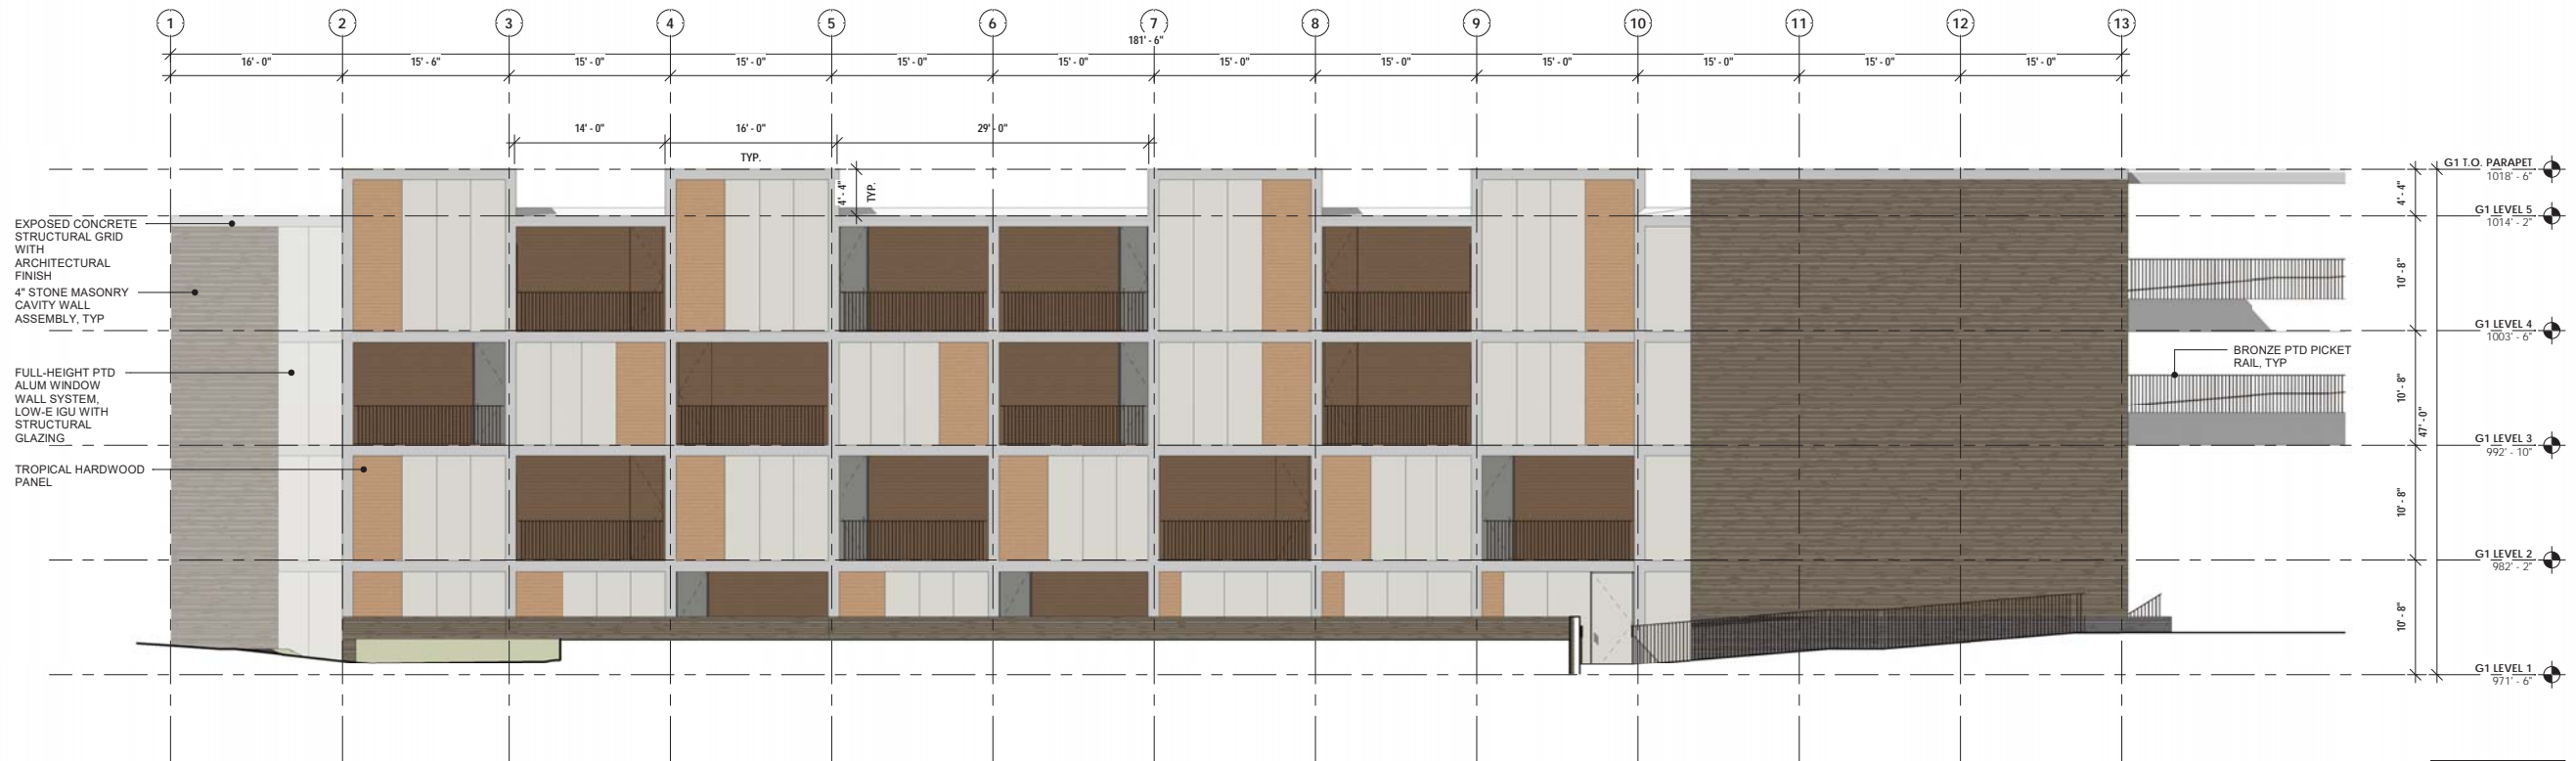 1 2 3 4 5 6 7 8 9 10 11 12 13
181' - 6"
16' - 0" 15' - 6" 15' - 0" 15' - 0" 15' - 0" 15' - 0" 15' - 0" 15' - 0" 15' - 0" 15' - 0" 15' - 0" 15' - 0"
14' - 0" 16' - 0" 29' - 0"
TYP.
4' - 4"
TYP.
EXPOSED CONCRETE
STRUCTURAL GRID
WITH
ARCHITECTURAL
FINISH
4" STONE MASONRY
CAVITY WALL
ASSEMBLY, TYP
FULL-HEIGHT PTD
ALUM WINDOW
WALL SYSTEM,
LOW-E IGU WITH
STRUCTURAL
GLAZING
TROPICAL HARDWOOD
PANEL
BRONZE PTD PICKET
RAIL, TYP
4' - 4"
10' - 8"
10' - 8"
10' - 8"
10' - 8"
47' - 0"
G1 T.O. PARAPET
1018' - 6"
G1 LEVEL 5
1014' - 2"
G1 LEVEL 4
1003' - 6"
G1 LEVEL 3
992' - 10"
G1 LEVEL 2
982' - 2"
G1 LEVEL 1
971' - 6"